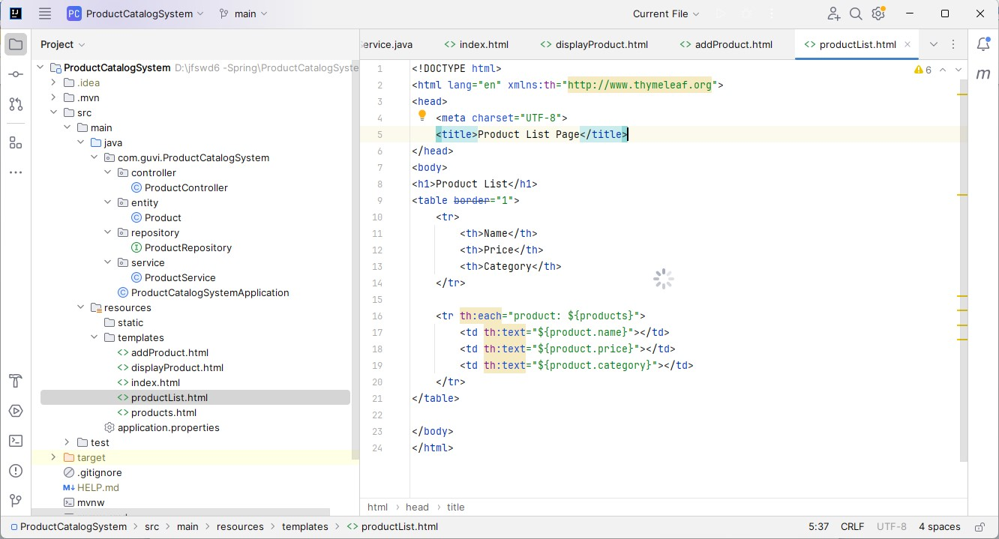 PC ProductCatalogSystem main Current File
Project
ervice.java index.html displayProduct.html addProduct.html productList.html
ProductCatalogSystem D:\jfswd6 -Spring\ProductCatalogSyste
.idea
.mvn
src
main
java
com.guvi.ProductCatalogSystem
controller
C ProductController
entity
C Product
repository
I ProductRepository
service
C ProductService
C ProductCatalogSystemApplication
resources
static
templates
<> addProduct.html
<> displayProduct.html
<> index.html
<> productList.html
<> products.html
application.properties
test
target
.gitignore
M↓ HELP.md
mvnw
6
m
1 <!DOCTYPE html>
2 <html lang="en" xmlns:th="http://www.thymeleaf.org">
3 <head>
4 <meta charset="UTF-8">
5 <title>Product List Page</title>
6 </head>
7 <body>
8 <h1>Product List</h1>
9 <table border="1">
10 <tr>
11 <th>Name</th>
12 <th>Price</th>
13 <th>Category</th>
14 </tr>
15
16 <tr th:each="product: ${products}">
17 <td th:text="${product.name}"></td>
18 <td th:text="${product.price}"></td>
19 <td th:text="${product.category}"></td>
20 </tr>
21 </table>
22
23 </body>
24 </html>
html > head > title
ProductCatalogSystem > src > main > resources > templates > <> productList.html 5:37 CRLF UTF-8 4 spaces